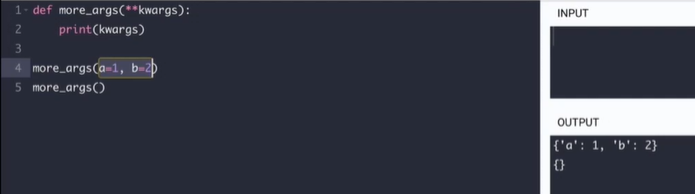 1 def more_args(**kwargs):
2 print(kwargs)
3
4 more_args(a=1, b=2)
5 more_args()
INPUT
OUTPUT
{'a': 1, 'b': 2}
{}